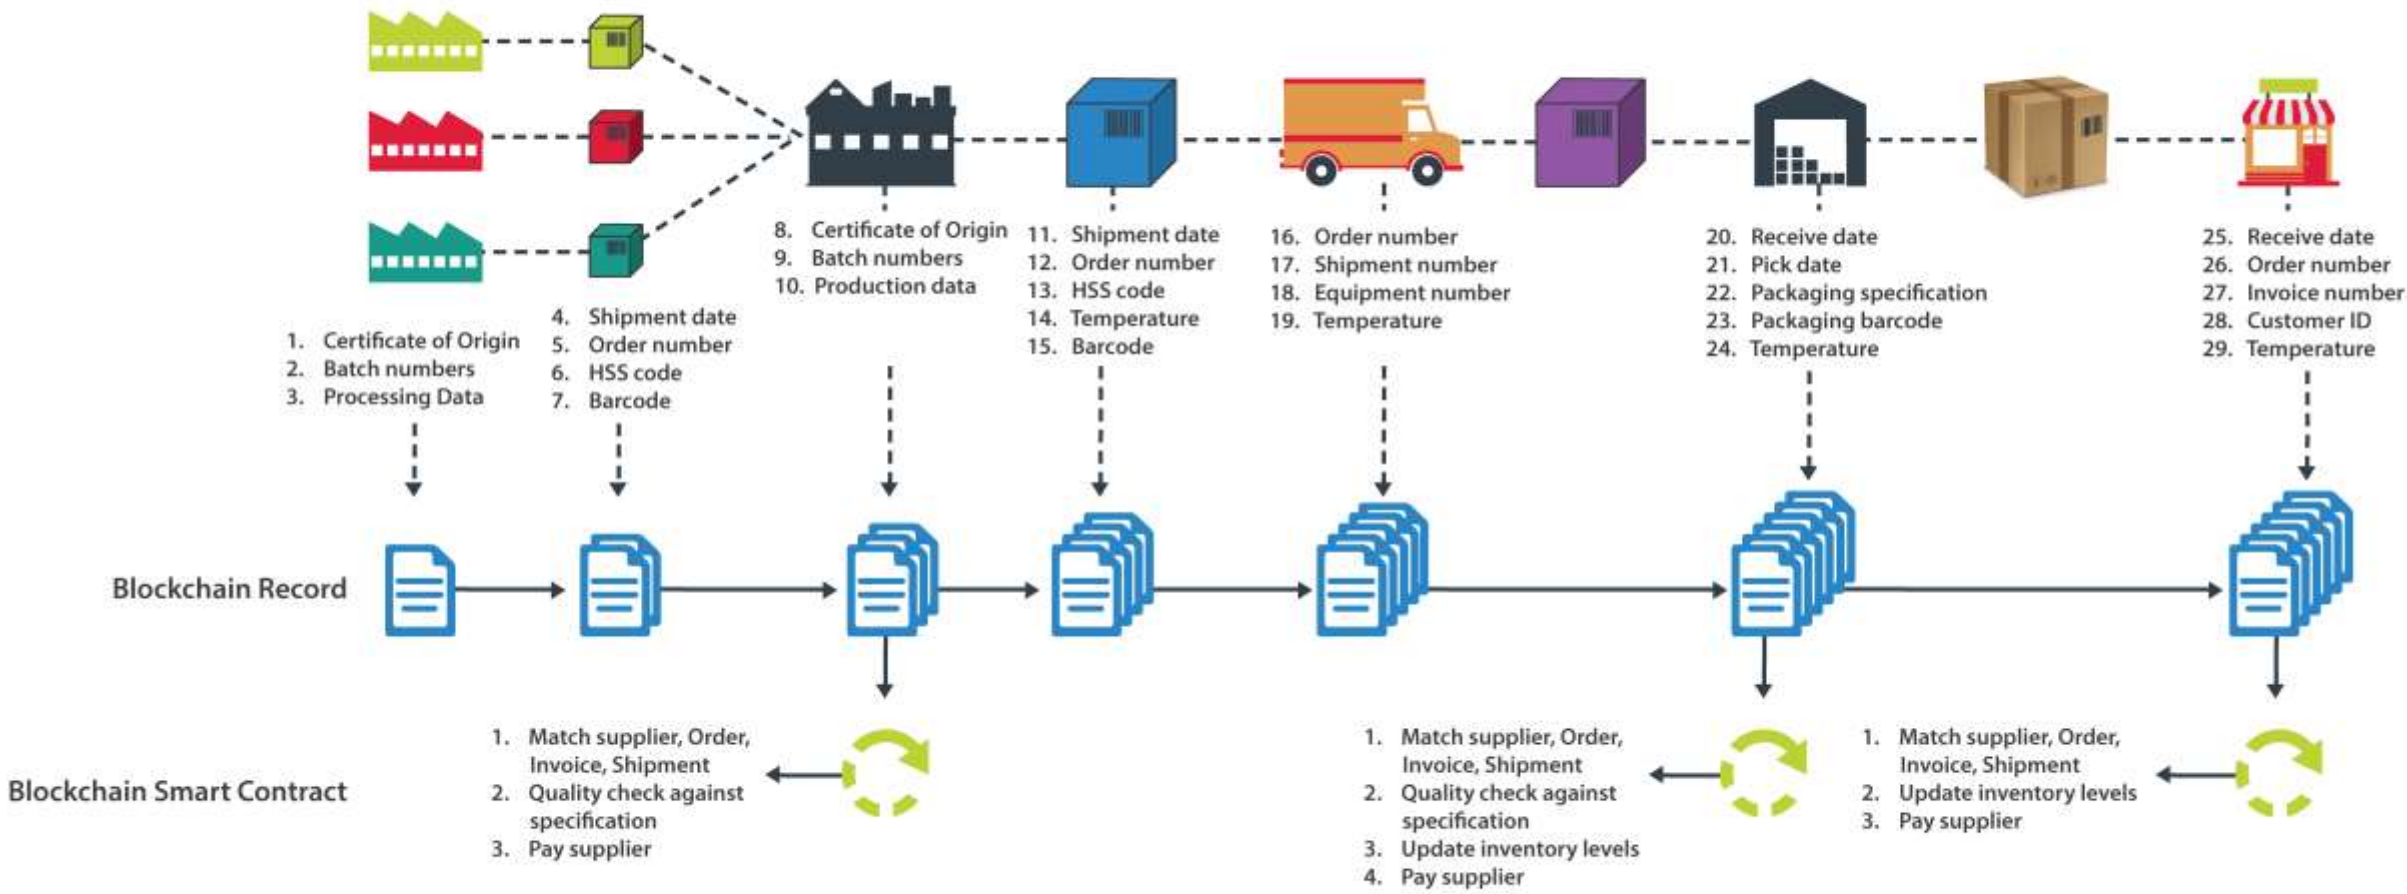 1. Certificate of Origin
2. Batch numbers
3. Processing Data
4. Shipment date
5. Order number
6. HSS code
7. Barcode
8. Certificate of Origin
9. Batch numbers
10. Production data
11. Shipment date
12. Order number
13. HSS code
14. Temperature
15. Barcode
16. Order number
17. Shipment number
18. Equipment number
19. Temperature
20. Receive date
21. Pick date
22. Packaging specification
23. Packaging barcode
24. Temperature
25. Receive date
26. Order number
27. Invoice number
28. Customer ID
29. Temperature
Blockchain Record
Blockchain Smart Contract
1. Match supplier, Order,
Invoice, Shipment
2. Quality check against
specification
3. Pay supplier
1. Match supplier, Order,
Invoice, Shipment
2. Quality check against
specification
3. Update inventory levels
4. Pay supplier
1. Match supplier, Order,
Invoice, Shipment
2. Update inventory levels
3. Pay supplier